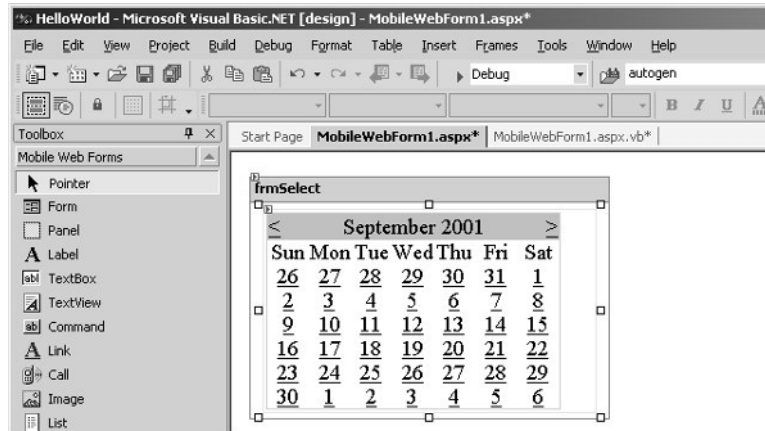 HelloWorld - Microsoft Visual Basic.NET [design] - MobileWebForm1.aspx*
File Edit View Project Build Debug Format Table Insert Frames Tools Window Help
Debug autogen
B I U A
Toolbox Start Page MobileWebForm1.aspx* MobileWebForm1.aspx.vb*
Mobile Web Forms
Pointer
Form
Panel
A Label
abl TextBox
TextView
ab Command
A Link
Call
Image
List
frmSelect
< September 2001 >
Sun Mon Tue Wed Thu Fri Sat
26 27 28 29 30 31 1
2 3 4 5 6 7 8
9 10 11 12 13 14 15
16 17 18 19 20 21 22
23 24 25 26 27 28 29
30 1 2 3 4 5 6